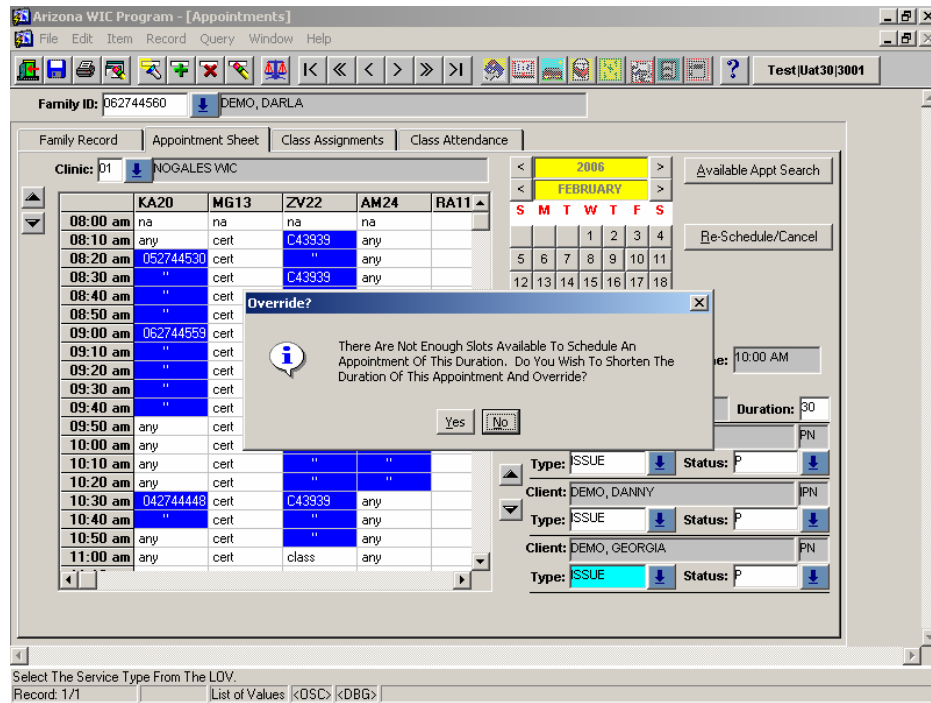 Arizona WIC Program - [Appointments]
File Edit Item Record Query Window Help
Test|Uat30|3001
Family ID: 062744560 DEMO, DARLA
Family Record Appointment Sheet Class Assignments Class Attendance
Clinic: 01 NOGALES WIC
< 2006 >
< FEBRUARY >
Available Appt Search
Re-Schedule/Cancel
S M T W T F S
1 2 3 4
5 6 7 8 9 10 11
12 13 14 15 16 17 18
KA20 MG13 ZV22 AM24 RA11
08:00 am na na na na
08:10 am any cert C43939 any
08:20 am 052744530 cert " any
08:30 am " cert C43939 any
08:40 am " cert
08:50 am " cert
09:00 am 062744559 cert
09:10 am " cert
09:20 am " cert
09:30 am " cert
09:40 am " cert
09:50 am any cert
10:00 am any cert
10:10 am any cert " "
10:20 am any cert " "
10:30 am 042744448 cert C43939 any
10:40 am " cert " any
10:50 am any cert " any
11:00 am any cert class any
Override?
There Are Not Enough Slots Available To Schedule An
Appointment Of This Duration. Do You Wish To Shorten The
Duration Of This Appointment And Override?
Yes No
e: 10:00 AM
Duration: 30
PN
Type: ISSUE Status: P
Client: DEMO, DANNY IPN
Type: ISSUE Status: P
Client: DEMO, GEORGIA PN
Type: ISSUE Status: P
Select The Service Type From The LOV.
Record: 1/1 List of Values <OSC> <DBG>